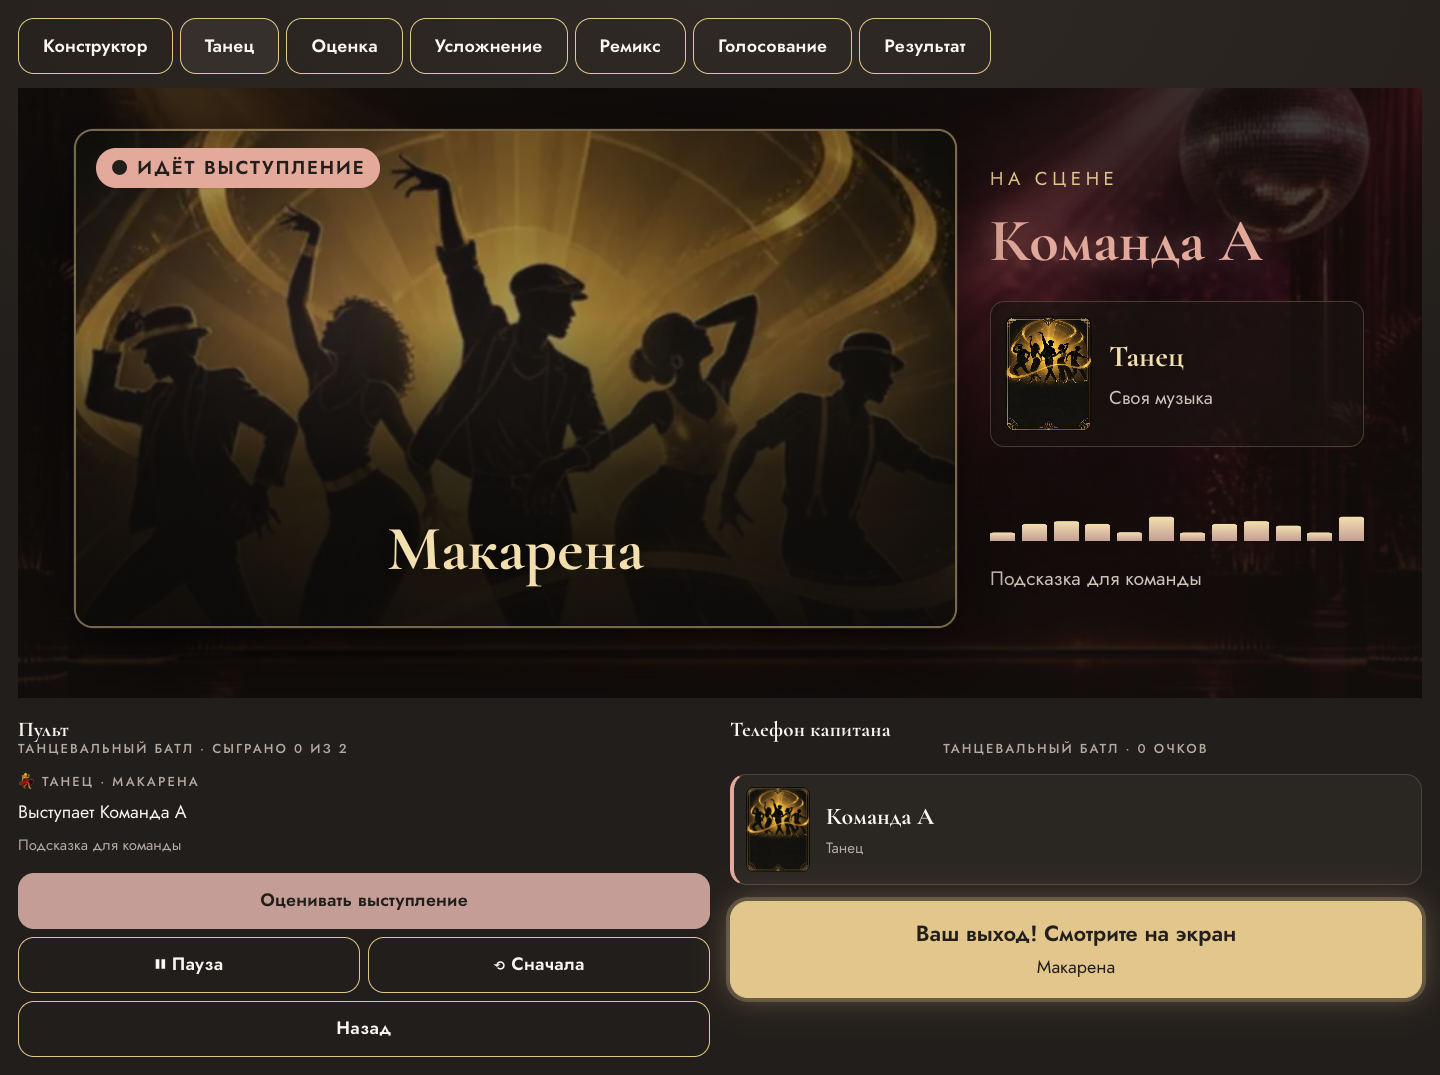 Конструктор
Танец
Оценка
Усложнение
Ремикс
Голосование
Результат
ИДЁТ ВЫСТУПЛЕНИЕ
Макарена
НА СЦЕНЕ
Команда А
Танец
Своя музыка
Подсказка для команды
Пульт
ТАНЦЕВАЛЬНЫЙ БАТЛ · СЫГРАНО 0 ИЗ 2
💃 ТАНЕЦ · МАКАРЕНА
Выступает Команда А
Подсказка для команды
Оценивать выступление
⏸ Пауза
⟲ Сначала
Назад
Телефон капитана
ТАНЦЕВАЛЬНЫЙ БАТЛ · 0 ОЧКОВ
Команда А
Танец
Ваш выход! Смотрите на экран
Макарена